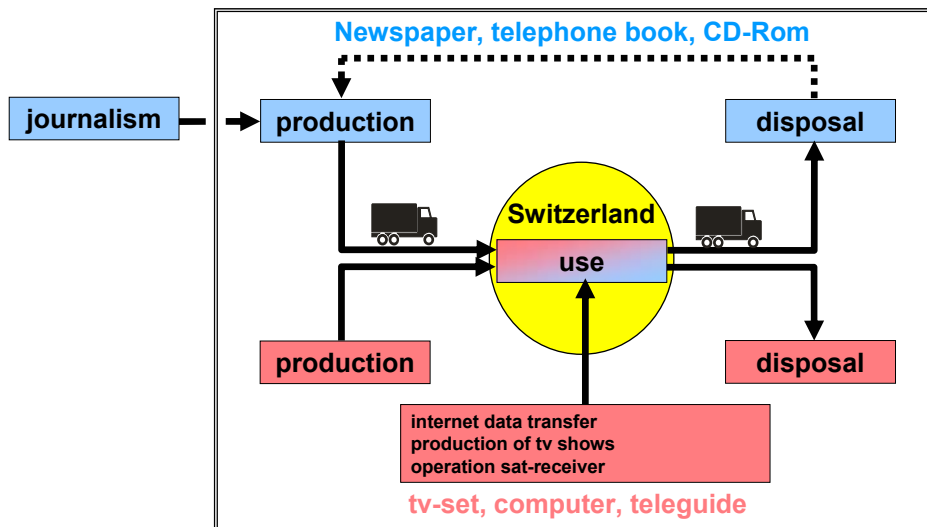 Newspaper, telephone book, CD-Rom
journalism
production
disposal
Switzerland
use
production
disposal
internet data transfer
production of tv shows
operation sat-receiver
tv-set, computer, teleguide